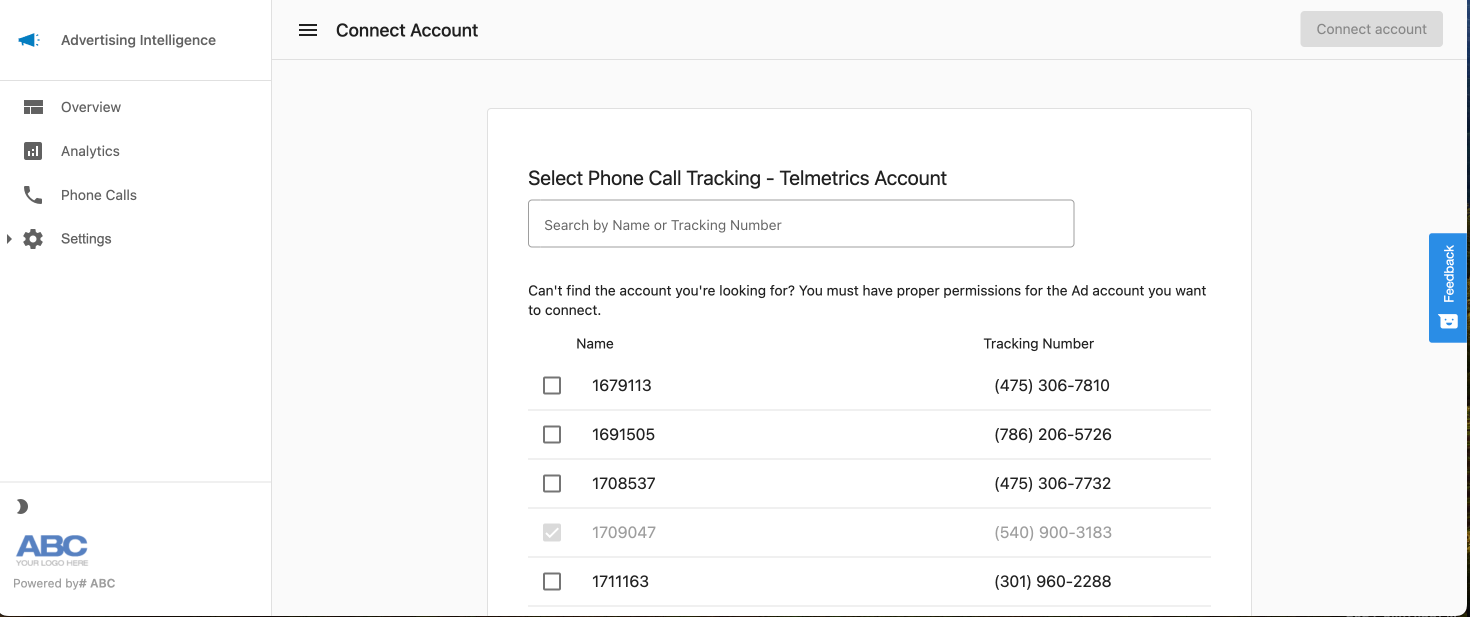 Advertising Intelligence
Connect Account
Connect account
Overview
Analytics
Phone Calls
Settings
Select Phone Call Tracking - Telmetrics Account
Search by Name or Tracking Number
Can't find the account you're looking for? You must have proper permissions for the Ad account you want
to connect.
Name Tracking Number
1679113 (475) 306-7810
1691505 (786) 206-5726
1708537 (475) 306-7732
1709047 (540) 900-3183
1711163 (301) 960-2288
Feedback
ABC
YOUR LOGO HERE
Powered by# ABC